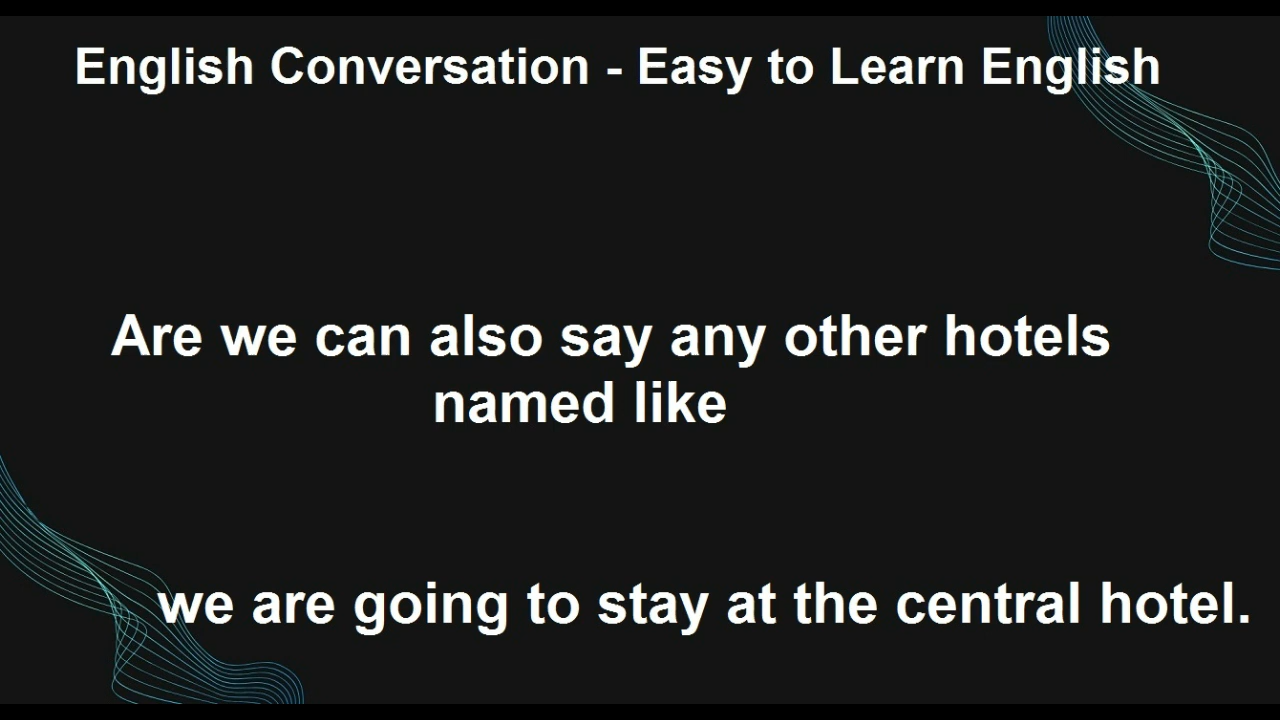 English Conversation - Easy to Learn English
Are we can also say any other hotels
named like
we are going to stay at the central hotel.